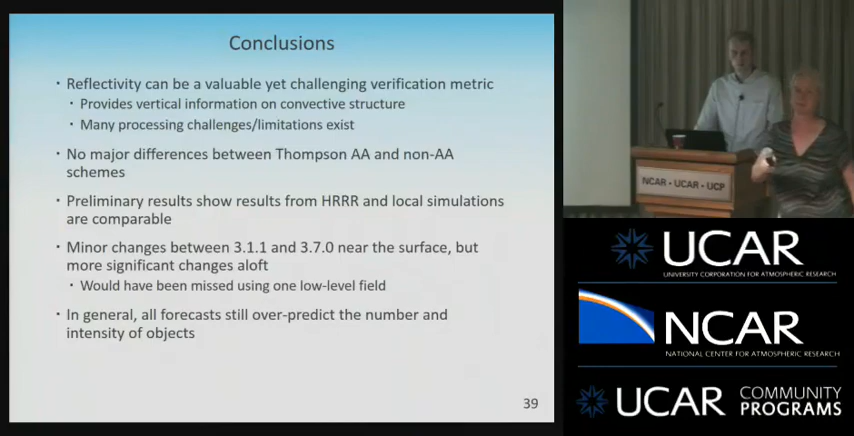 Conclusions
• Reflectivity can be a valuable yet challenging verification metric
• Provides vertical information on convective structure
• Many processing challenges/limitations exist
• No major differences between Thompson AA and non-AA
schemes
• Preliminary results show results from HRRR and local simulations
are comparable
• Minor changes between 3.1.1 and 3.7.0 near the surface, but
more significant changes aloft
• Would have been missed using one low-level field
• In general, all forecasts still over-predict the number and
intensity of objects
39
NCAR • UCAR • UCP
UCAR
UNIVERSITY CORPORATION FOR ATMOSPHERIC RESEARCH
NCAR
NATIONAL CENTER FOR ATMOSPHERIC RESEARCH
UCAR COMMUNITY
PROGRAMS